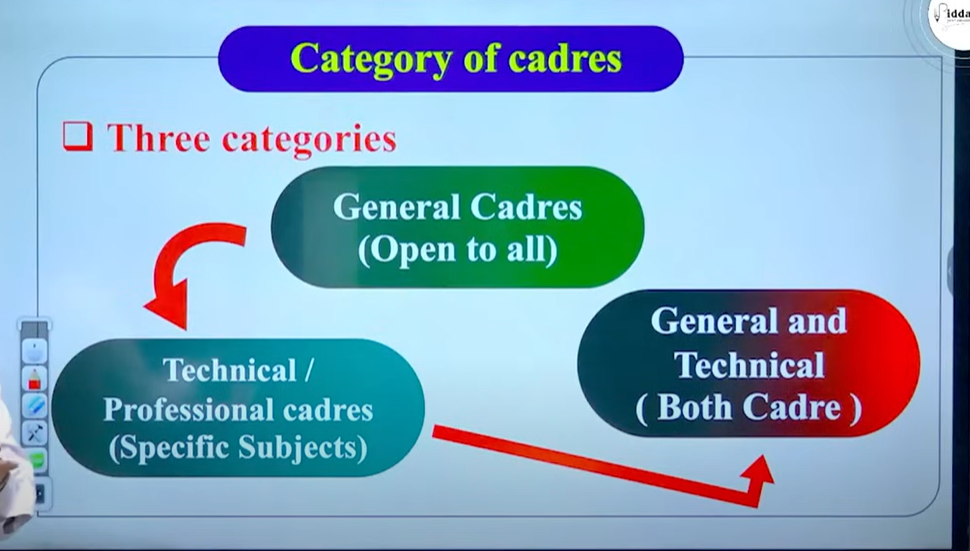 Category of cadres
Three categories
General Cadres
(Open to all)
General and
Technical
( Both Cadre )
Technical /
Professional cadres
(Specific Subjects)